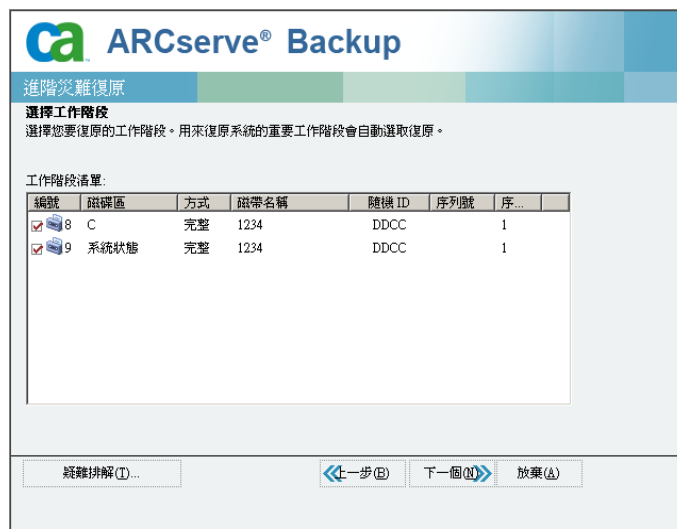 ca ARCserve® Backup
進階災難復原
選擇工作階段
選擇您要復原的工作階段。用來復原系統的重要工作階段會自動選取復原。
工作階段清單:
編號 磁碟區 方式 磁帶名稱 隨機 ID 序列號 序...
8 C 完整 1234 DDCC 1
9 系統狀態 完整 1234 DDCC 1
疑難排解(T)... 上一步(B) 下一個(N) 放棄(A)